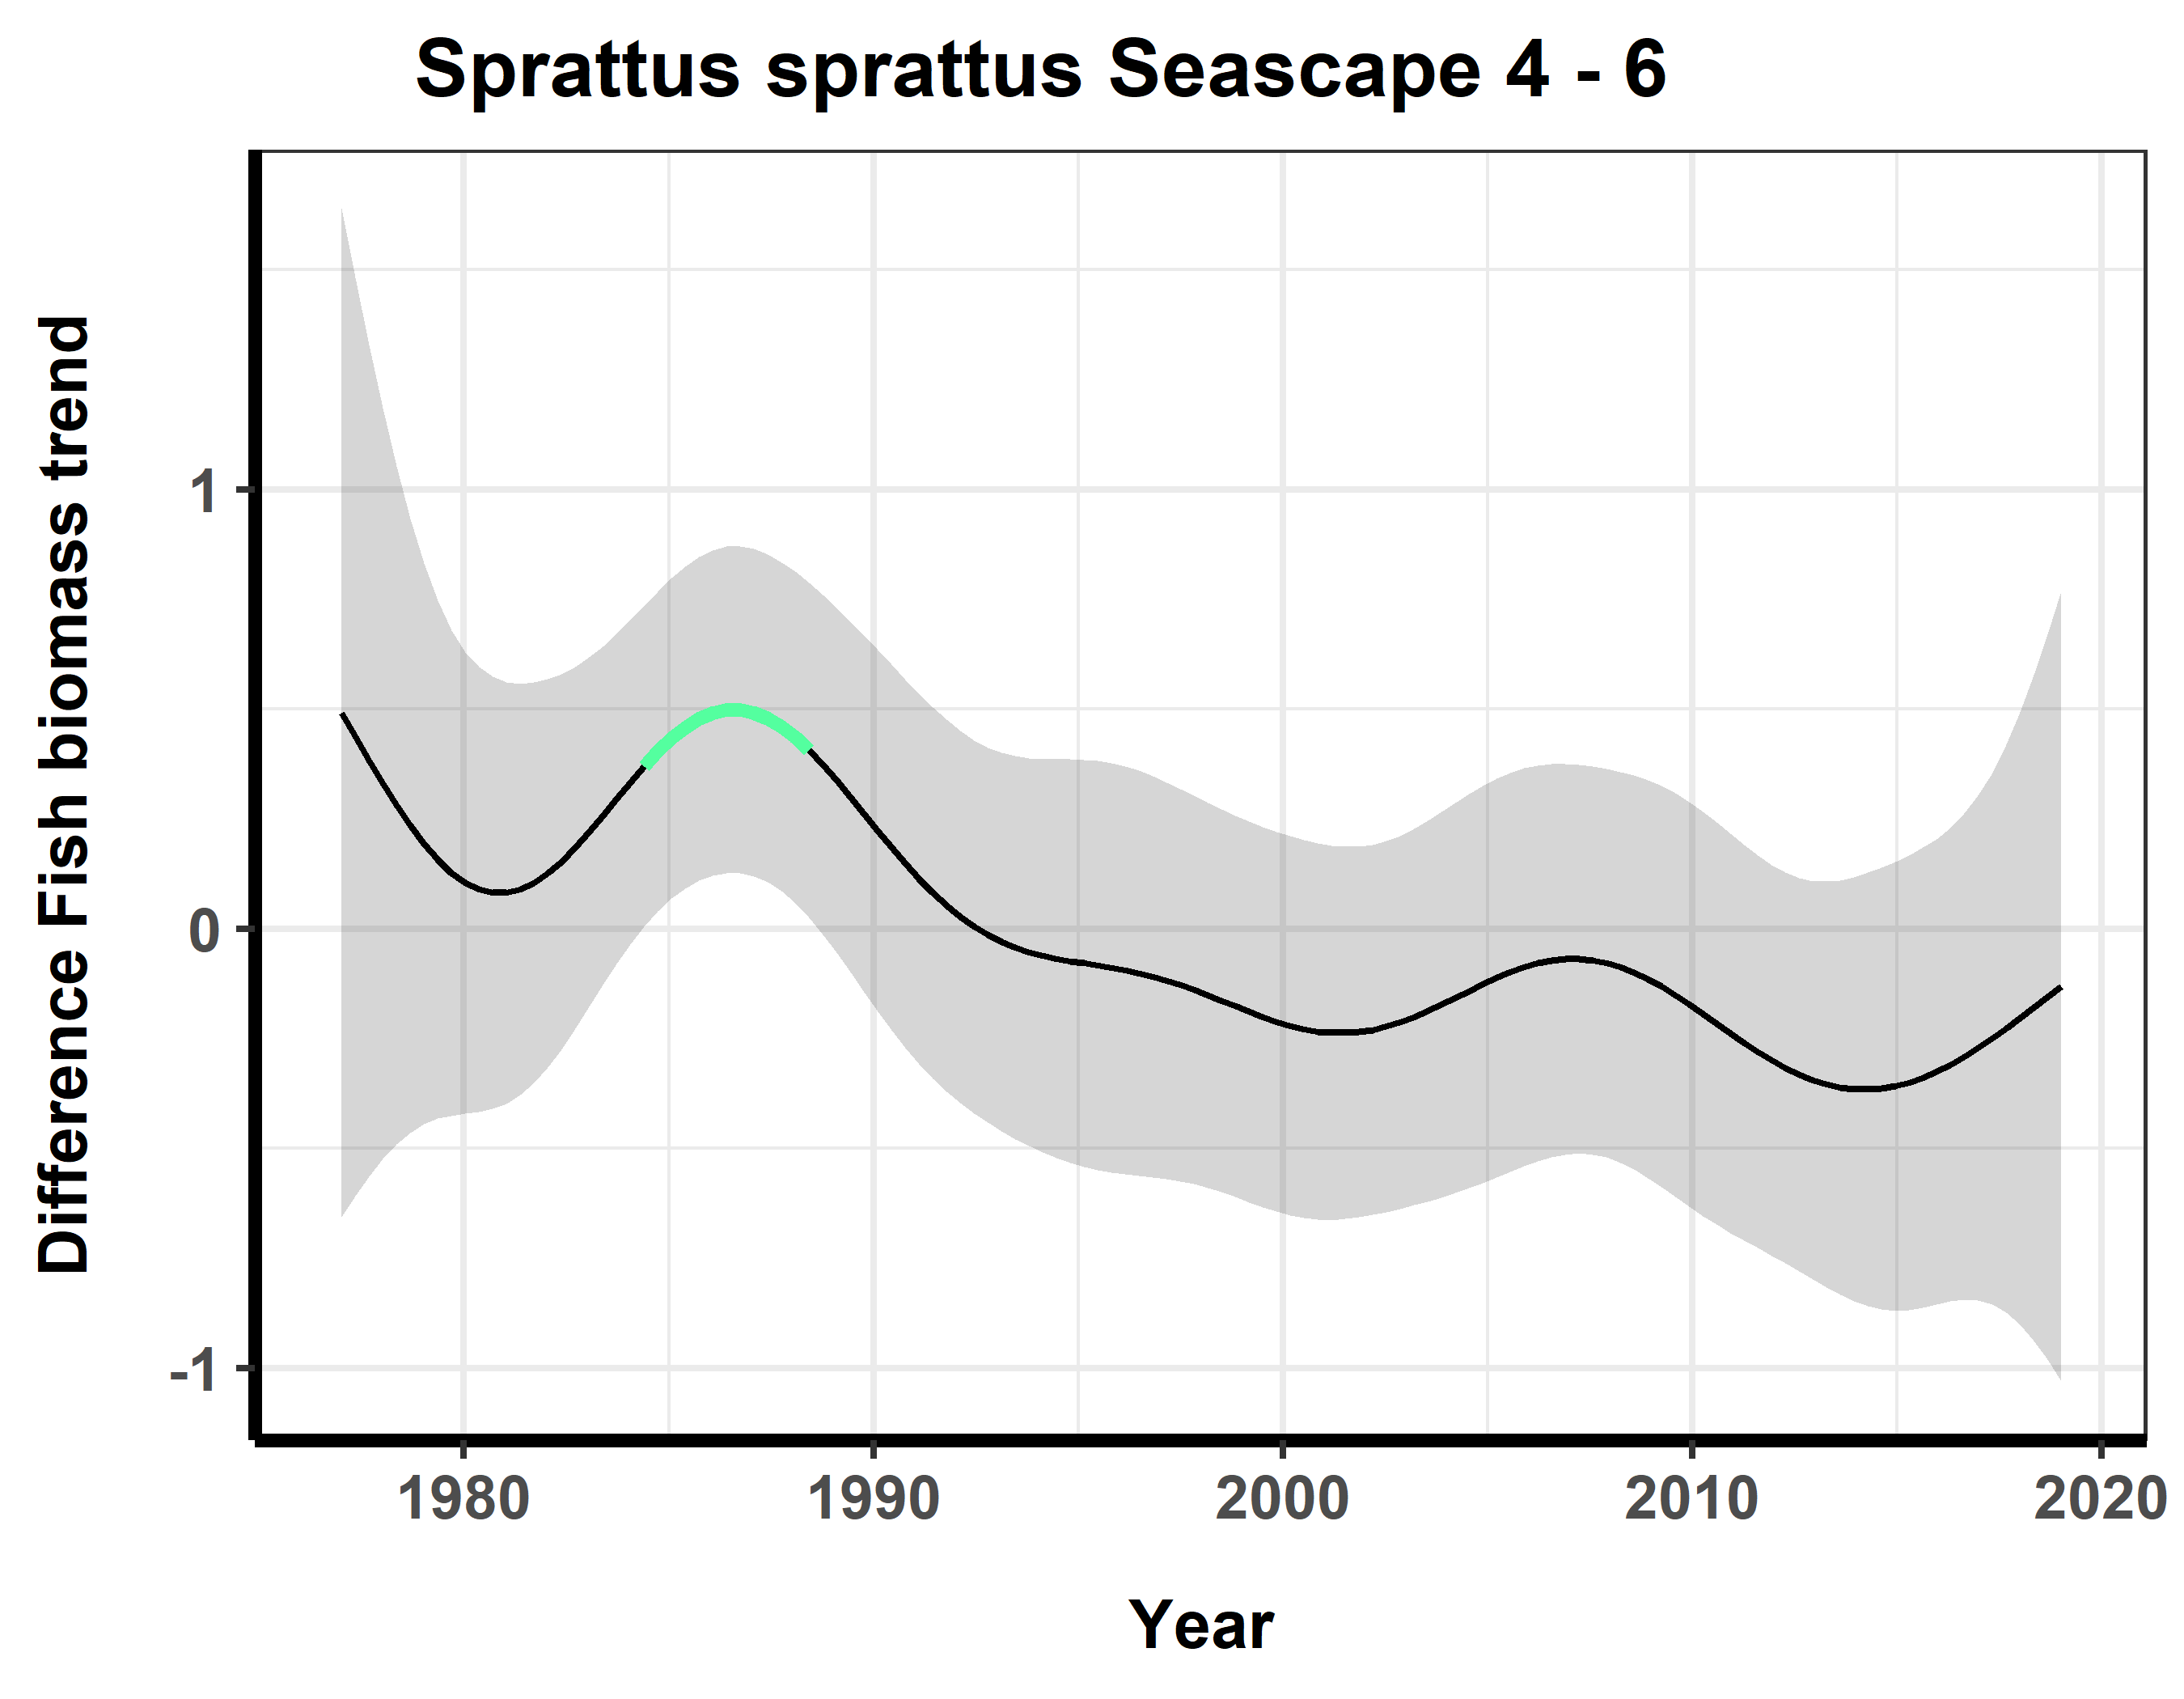 Sprattus sprattus Seascape 4 - 6
Difference Fish biomass trend
1
0
-1
1980 1990 2000 2010 2020
Year